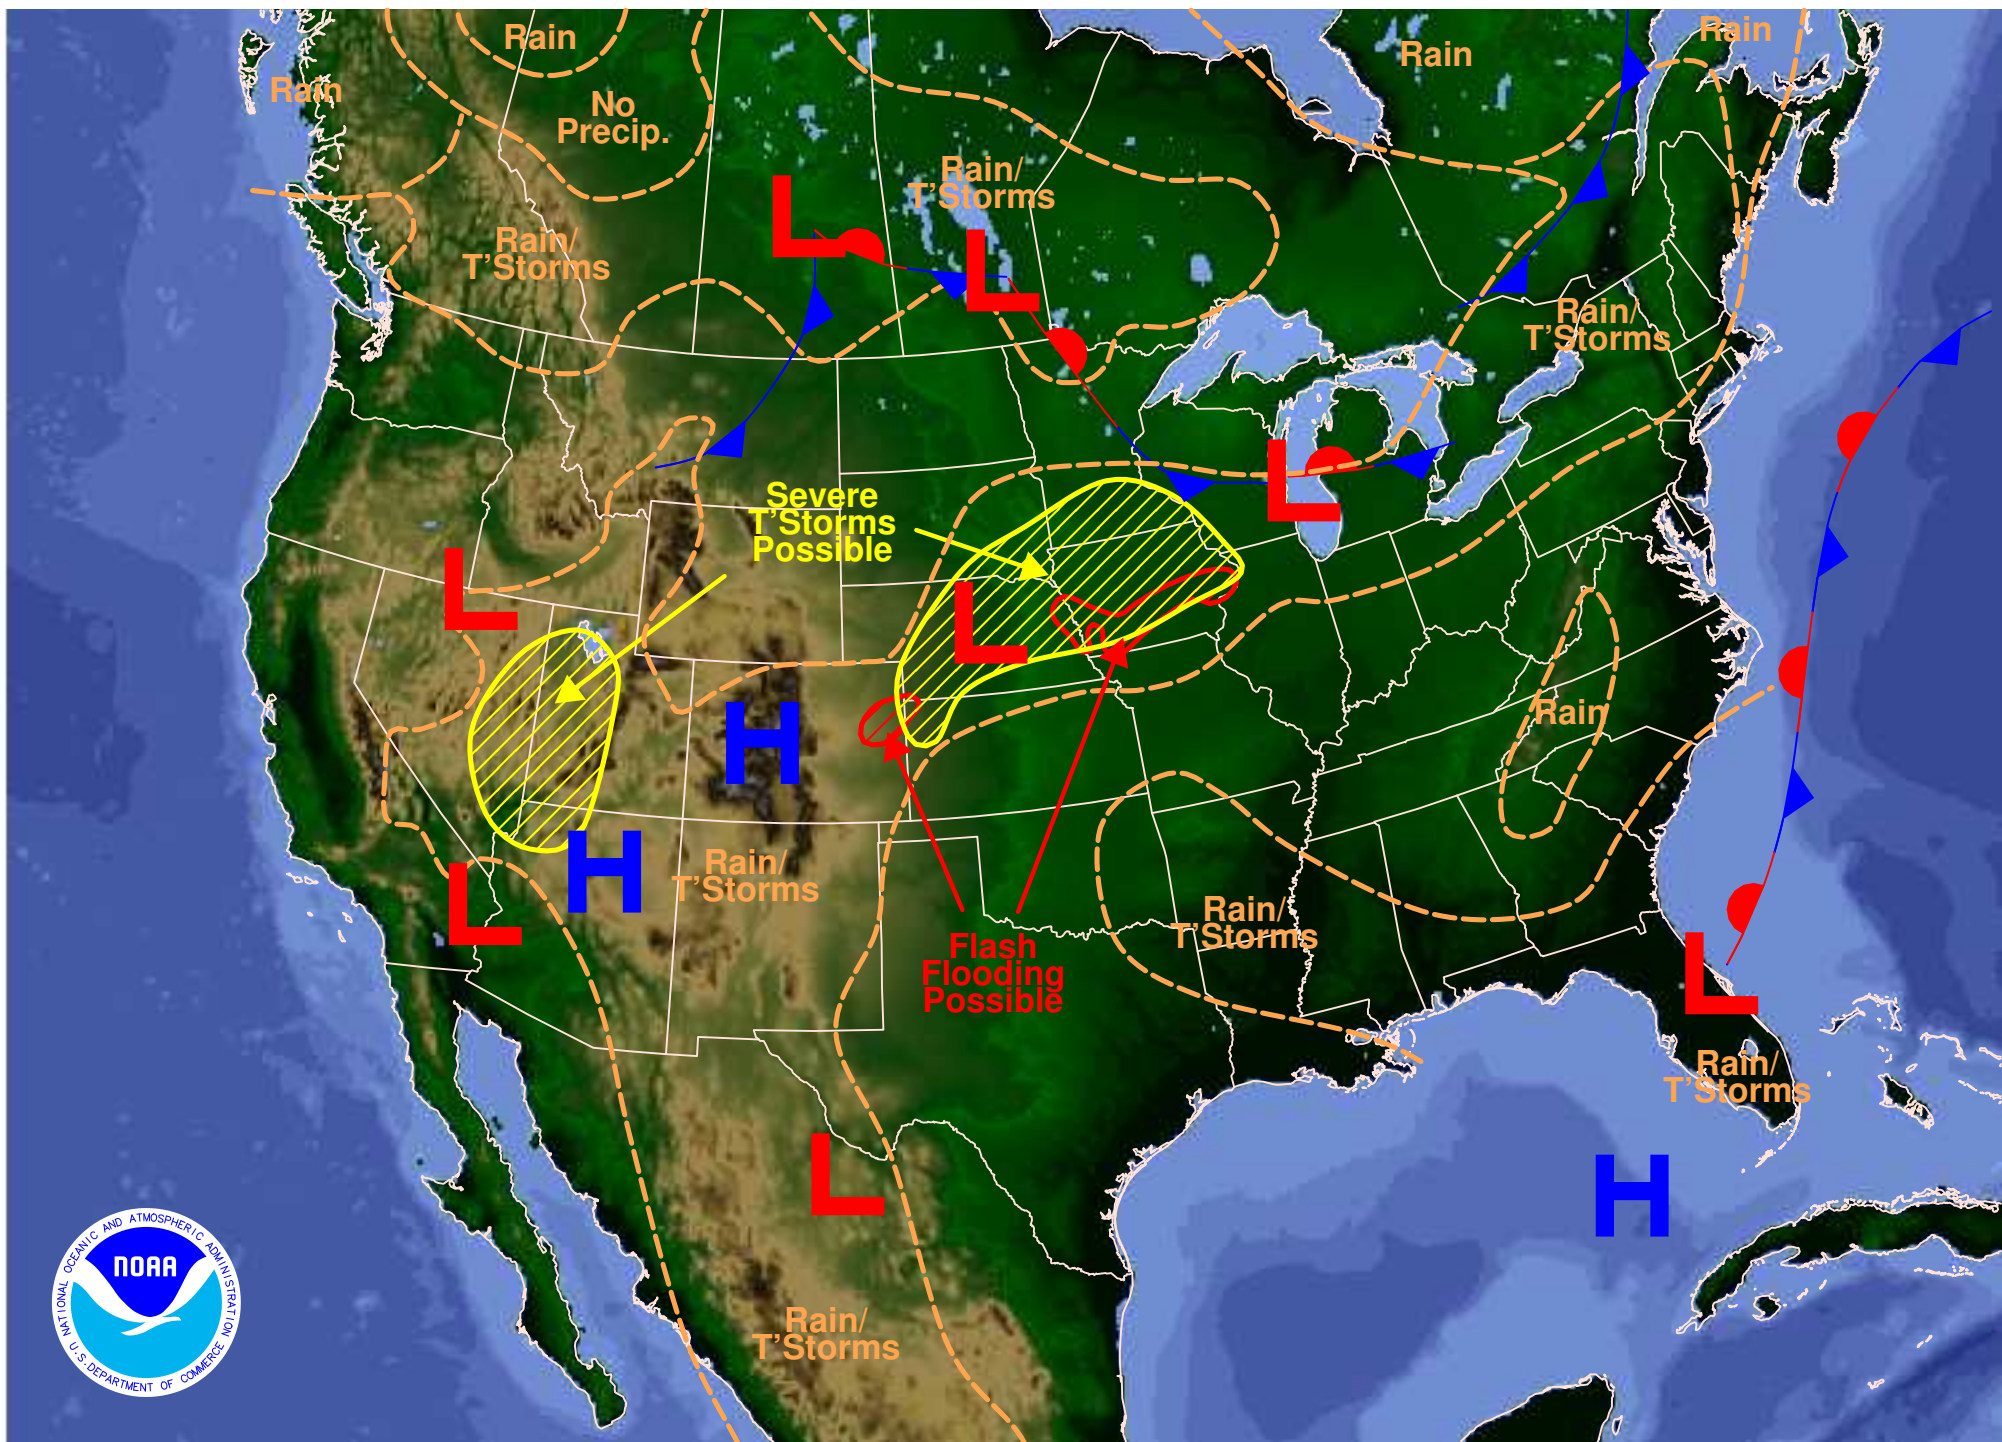 Rain
Rain
Rain
Rain
No
Precip.
Rain/
T'Storms
Rain/
T'Storms
Rain/
T'Storms
L
L
L
Severe
T'Storms
Possible
L
L
H
Rain
H
L
Rain/
T'Storms
Rain/
T'Storms
Flash
Flooding
Possible
L
Rain/
T'Storms
L
H
Rain/
T'Storms
NATIONAL OCEANIC AND ATMOSPHERIC ADMINISTRATION
NOAA
U.S. DEPARTMENT OF COMMERCE